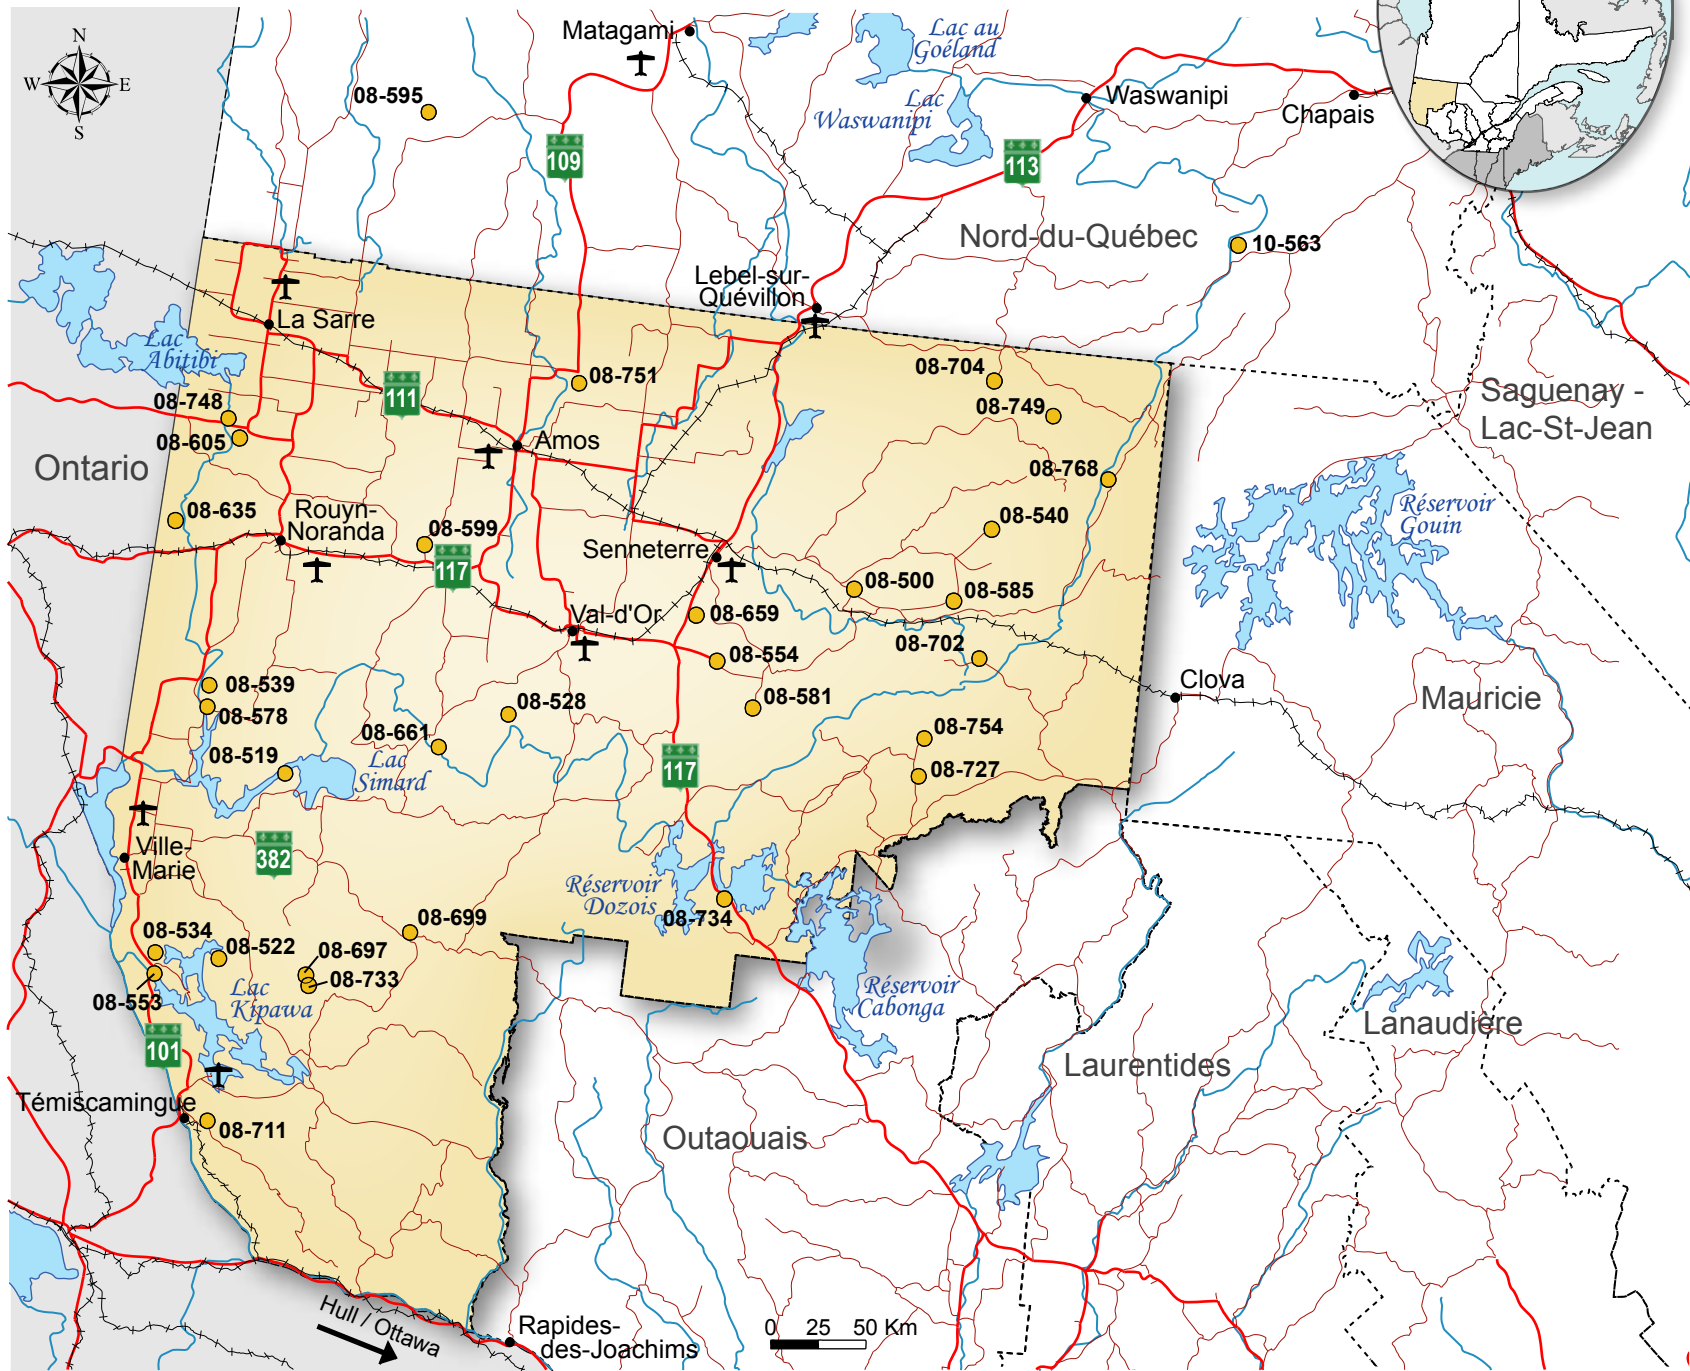 Matagami
Lac au
Goéland
N
W
E
S
08-595
Lac
Waswanipi
Waswanipi
Chapais
109
113
Nord-du-Québec
10-563
Lebel-sur-
Quévillon
La Sarre
Lac
Abitibi
08-751
08-704
08-749
111
08-748
08-605
Amos
Saguenay -
Lac-St-Jean
Ontario
08-768
08-635
Rouyn-
Noranda
08-599
08-540
Réservoir
Gouin
Senneterre
117
08-500
08-585
Val-d'Or
08-659
08-702
08-554
08-539
08-578
08-528
08-581
Clova
Mauricie
08-661
08-519
Lac
Simard
117
08-754
08-727
Ville-
Marie
382
Réservoir
Dozois
08-734
08-699
08-534
08-522
08-697
08-733
08-553
Lac
Kipawa
Réservoir
Cabonga
Lanaudière
101
Laurentides
Témiscamingue
08-711
Outaouais
Hull / Ottawa
Rapides-
des-Joachims
0 25 50 Km